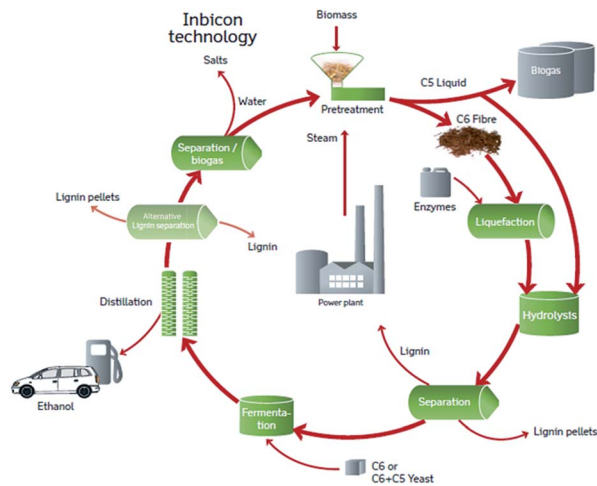 Inbicon
technology
Biomass
Salts
Water
Pretreatment
C5 Liquid
Biogas
C6 Fibre
Steam
Separation /
biogas
Enzymes
Lignin pellets
Alternative
Lignin separation
Lignin
Liquefaction
Power plant
Distillation
Hydrolysis
Lignin
Ethanol
Fermenta-
tion
Separation
Lignin pellets
C6 or
C6+C5 Yeast